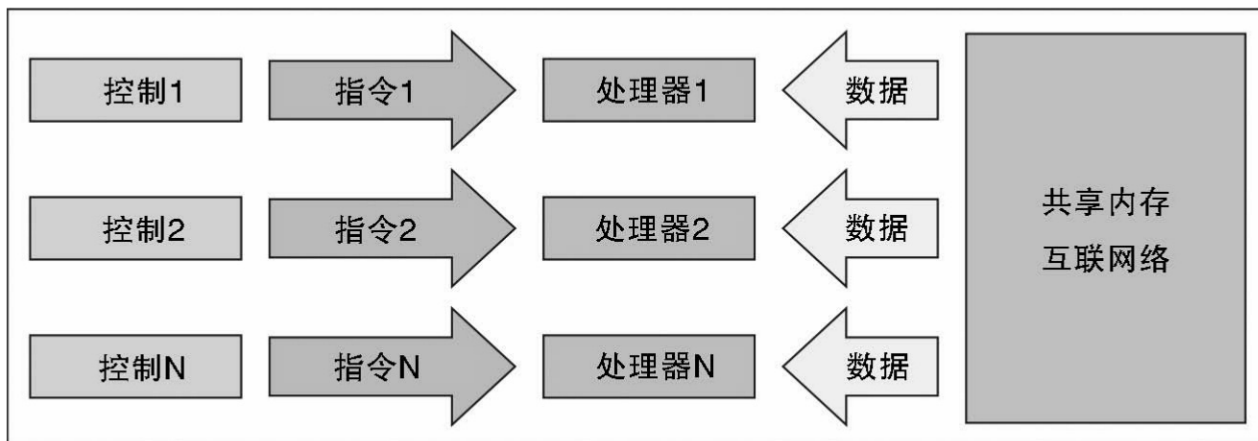 控制1 指令1 处理器1 数据
控制2 指令2 处理器2 数据
共享内存
互联网络
控制N 指令N 处理器N 数据